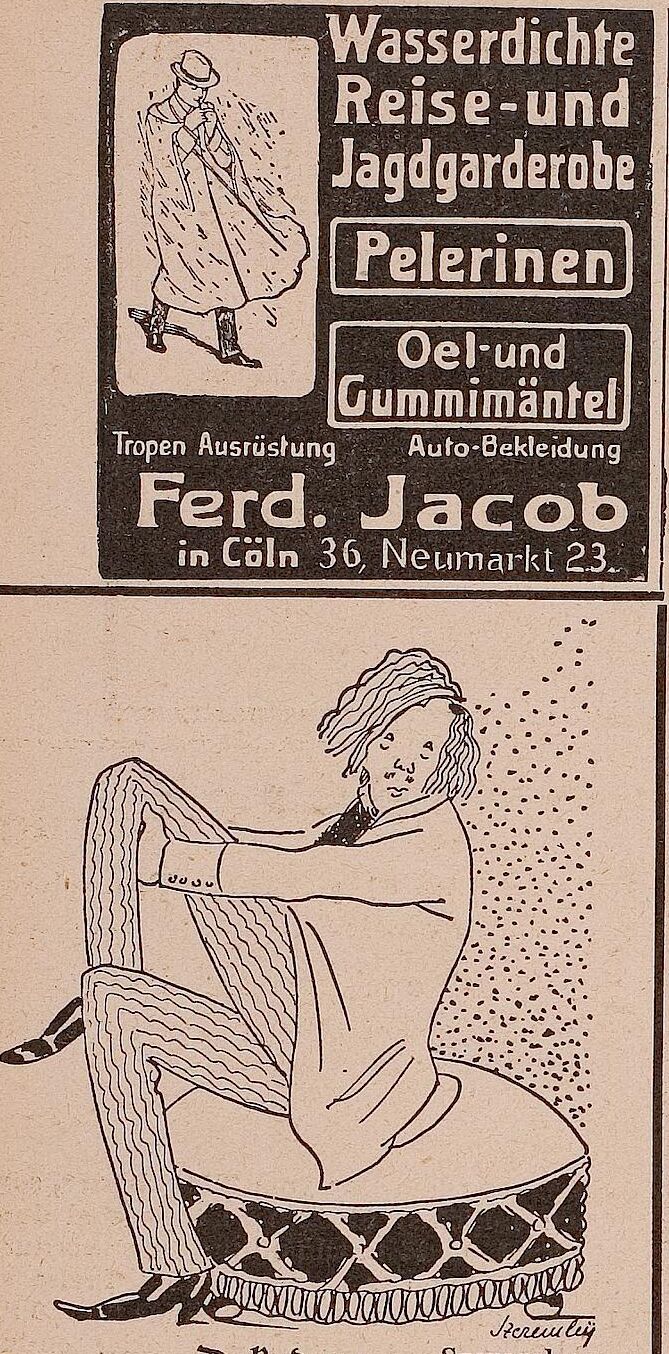 Wasserdichte
Reise-und
Jagdgarderobe
Pelerinen
Oel-und
Gummimäntel
Tropen Ausrüstung Auto-Bekleidung
Ferd. Jacob
in Cöln 36, Neumarkt 23.